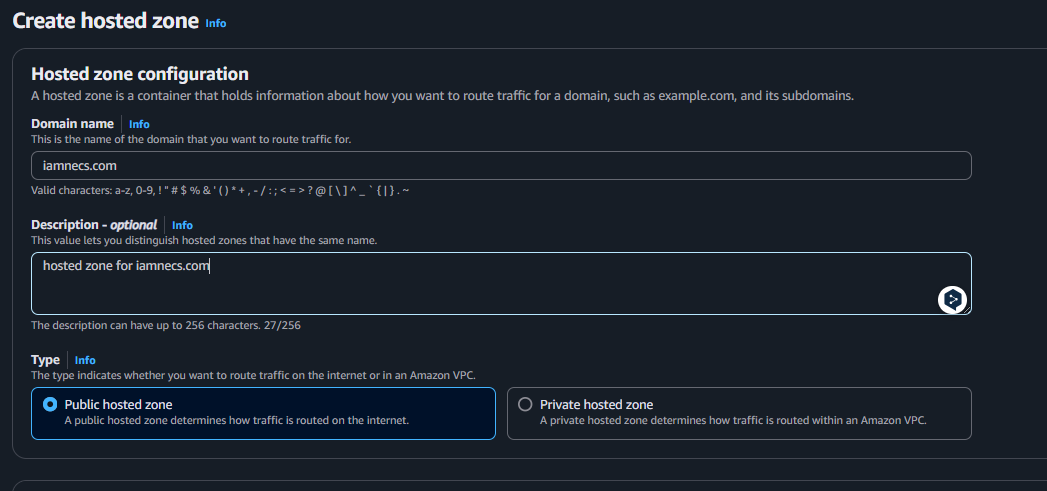 Create hosted zone Info
Hosted zone configuration
A hosted zone is a container that holds information about how you want to route traffic for a domain, such as example.com, and its subdomains.
Domain name Info
This is the name of the domain that you want to route traffic for.
iamnecs.com
Valid characters: a-z, 0-9, ! " # $ % & ' ( ) * + , - / : ; < = > ? @ [ \ ] ^ _ ` { | } . ~
Description - optional Info
This value lets you distinguish hosted zones that have the same name.
hosted zone for iamnecs.com
The description can have up to 256 characters. 27/256
Type Info
The type indicates whether you want to route traffic on the internet or in an Amazon VPC.
Public hosted zone
A public hosted zone determines how traffic is routed on the internet.
Private hosted zone
A private hosted zone determines how traffic is routed within an Amazon VPC.